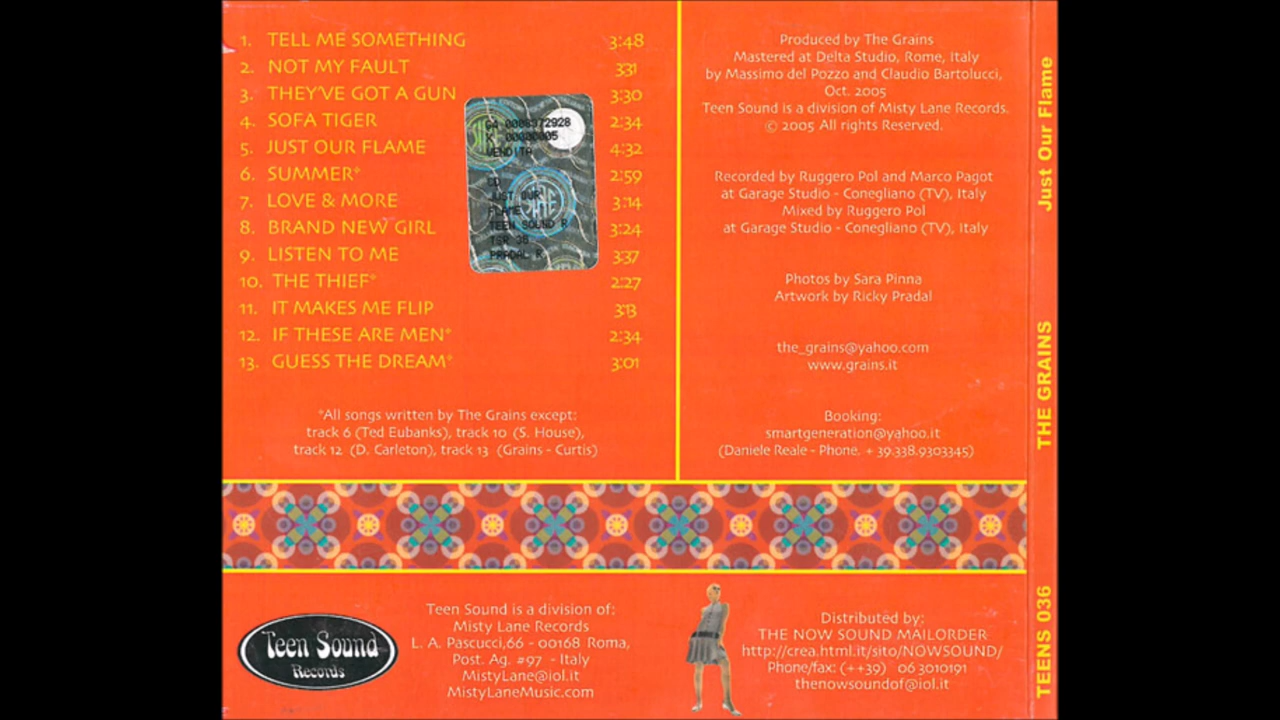 1. TELL ME SOMETHING 3:48
2. NOT MY FAULT 3:31
3. THEY'VE GOT A GUN 3:30
4. SOFA TIGER 2:34
5. JUST OUR FLAME 4:32
6. SUMMER* 2:59
7. LOVE & MORE 3:14
8. BRAND NEW GIRL 3:24
9. LISTEN TO ME 3:37
10. THE THIEF* 2:27
11. IT MAKES ME FLIP 3:13
12. IF THESE ARE MEN* 2:34
13. GUESS THE DREAM* 3:01
*All songs written by The Grains except:
track 6 (Ted Eubanks), track 10 (S. House),
track 12 (D. Carleton), track 13 (Grains - Curtis)
VENDITA
CD
JUST OUR
FLAME
TEEN SOUND R
TSR 36
PRADAL R.
Produced by The Grains
Mastered at Delta Studio, Rome, Italy
by Massimo del Pozzo and Claudio Bartolucci,
Oct. 2005
Teen Sound is a division of Misty Lane Records.
© 2005 All rights Reserved.
Recorded by Ruggero Pol and Marco Pagot
at Garage Studio - Conegliano (TV), Italy
Mixed by Ruggero Pol
at Garage Studio - Conegliano (TV), Italy
Photos by Sara Pinna
Artwork by Ricky Pradal
the_grains@yahoo.com
www.grains.it
Booking:
smartgeneration@yahoo.it
(Daniele Reale - Phone. + 39.338.9303345)
Just Our Flame
THE GRAINS
TEENS 036
Teen Sound
Records
Teen Sound is a division of:
Misty Lane Records
L. A. Pascucci,66 - 00168 Roma,
Post. Ag. #97 - Italy
MistyLane@iol.it
MistyLaneMusic.com
Distributed by:
THE NOW SOUND MAILORDER
http://crea.html.it/sito/NOWSOUND/
Phone/fax: (++39) 06 3010191
thenowsoundof@iol.it